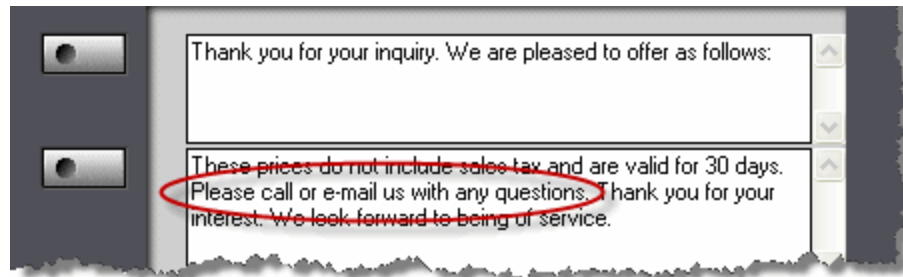 Thank you for your inquiry. We are pleased to offer as follows:
These prices do not include sales tax and are valid for 30 days.
Please call or e-mail us with any questions. Thank you for your
interest. We look forward to being of service.